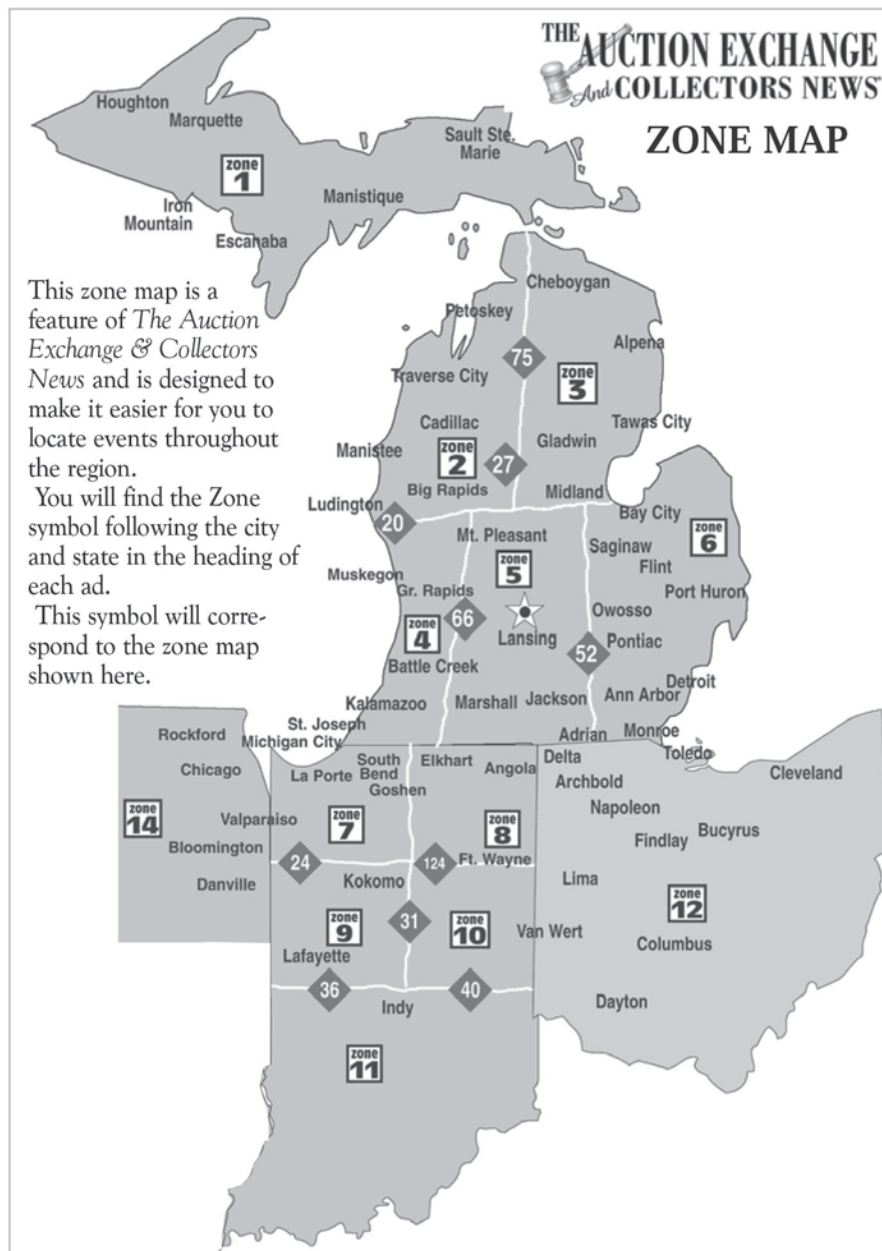 THE
AUCTION EXCHANGE
And COLLECTORS NEWS
ZONE MAP
Houghton
Marquette
Sault Ste.
Marie
zone
1
Iron
Mountain
Manistique
Escanaba
This zone map is a
feature of The Auction
Exchange & Collectors
News and is designed to
make it easier for you to
locate events throughout
the region.
You will find the Zone
symbol following the city
and state in the heading of
each ad.
This symbol will corre-
spond to the zone map
shown here.
Cheboygan
Petoskey
Alpena
75
zone
3
Traverse City
Cadillac
Tawas City
Gladwin
Manistee
zone
2
27
Big Rapids
Midland
Ludington
20
Bay City
Mt. Pleasant
zone
6
Saginaw
zone
5
Flint
Muskegon
Gr. Rapids
Port Huron
66
Owosso
zone
4
Lansing
52
Pontiac
Battle Creek
Detroit
Kalamazoo
Marshall
Jackson
Ann Arbor
St. Joseph
Michigan City
Adrian
Monroe
Toledo
Rockford
Chicago
La Porte
South
Bend
Goshen
Elkhart
Angola
Delta
Archbold
Cleveland
Napoleon
zone
14
Valparaiso
zone
7
zone
8
Findlay
Bucyrus
Bloomington
24
124
Ft. Wayne
Danville
Kokomo
Lima
zone
12
zone
9
31
zone
10
Van Wert
Columbus
Lafayette
36
40
Indy
Dayton
zone
11